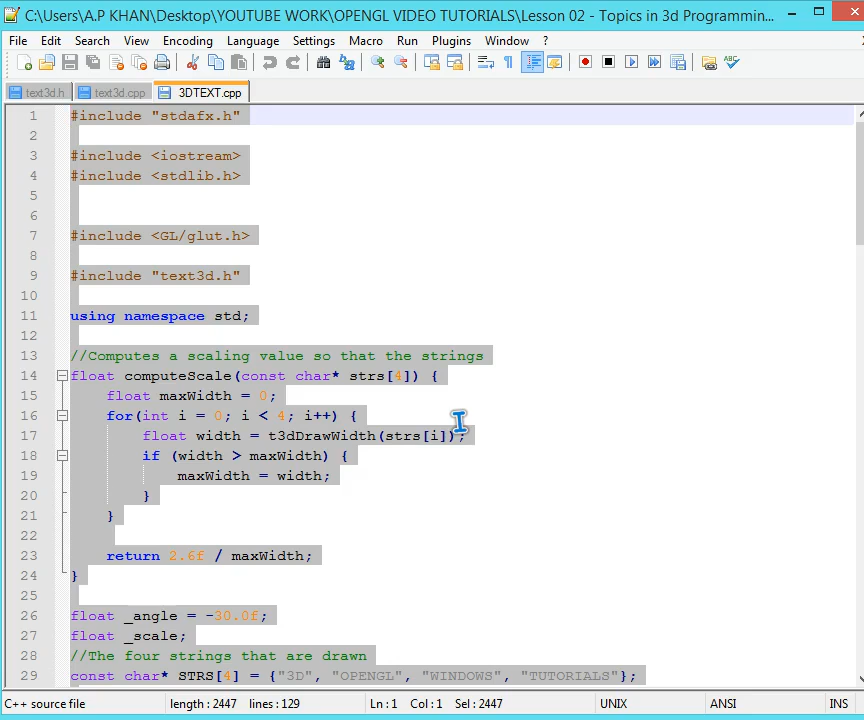 C:\Users\A.P KHAN\Desktop\YOUTUBE WORK\OPENGL VIDEO TUTORIALS\Lesson 02 - Topics in 3d Programmin...
File Edit Search View Encoding Language Settings Macro Run Plugins Window ?
text3d.h text3d.cpp 3DTEXT.cpp
1 #include "stdafx.h"
2
3 #include <iostream>
4 #include <stdlib.h>
5
6
7 #include <GL/glut.h>
8
9 #include "text3d.h"
10
11 using namespace std;
12
13 //Computes a scaling value so that the strings
14 float computeScale(const char* strs[4]) {
15 float maxWidth = 0;
16 for(int i = 0; i < 4; i++) {
17 float width = t3dDrawWidth(strs[i]);
18 if (width > maxWidth) {
19 maxWidth = width;
20 }
21 }
22
23 return 2.6f / maxWidth;
24 }
25
26 float _angle = -30.0f;
27 float _scale;
28 //The four strings that are drawn
29 const char* STRS[4] = {"3D", "OPENGL", "WINDOWS", "TUTORIALS"};
C++ source file length : 2447 lines : 129 Ln : 1 Col : 1 Sel : 2447 UNIX ANSI INS